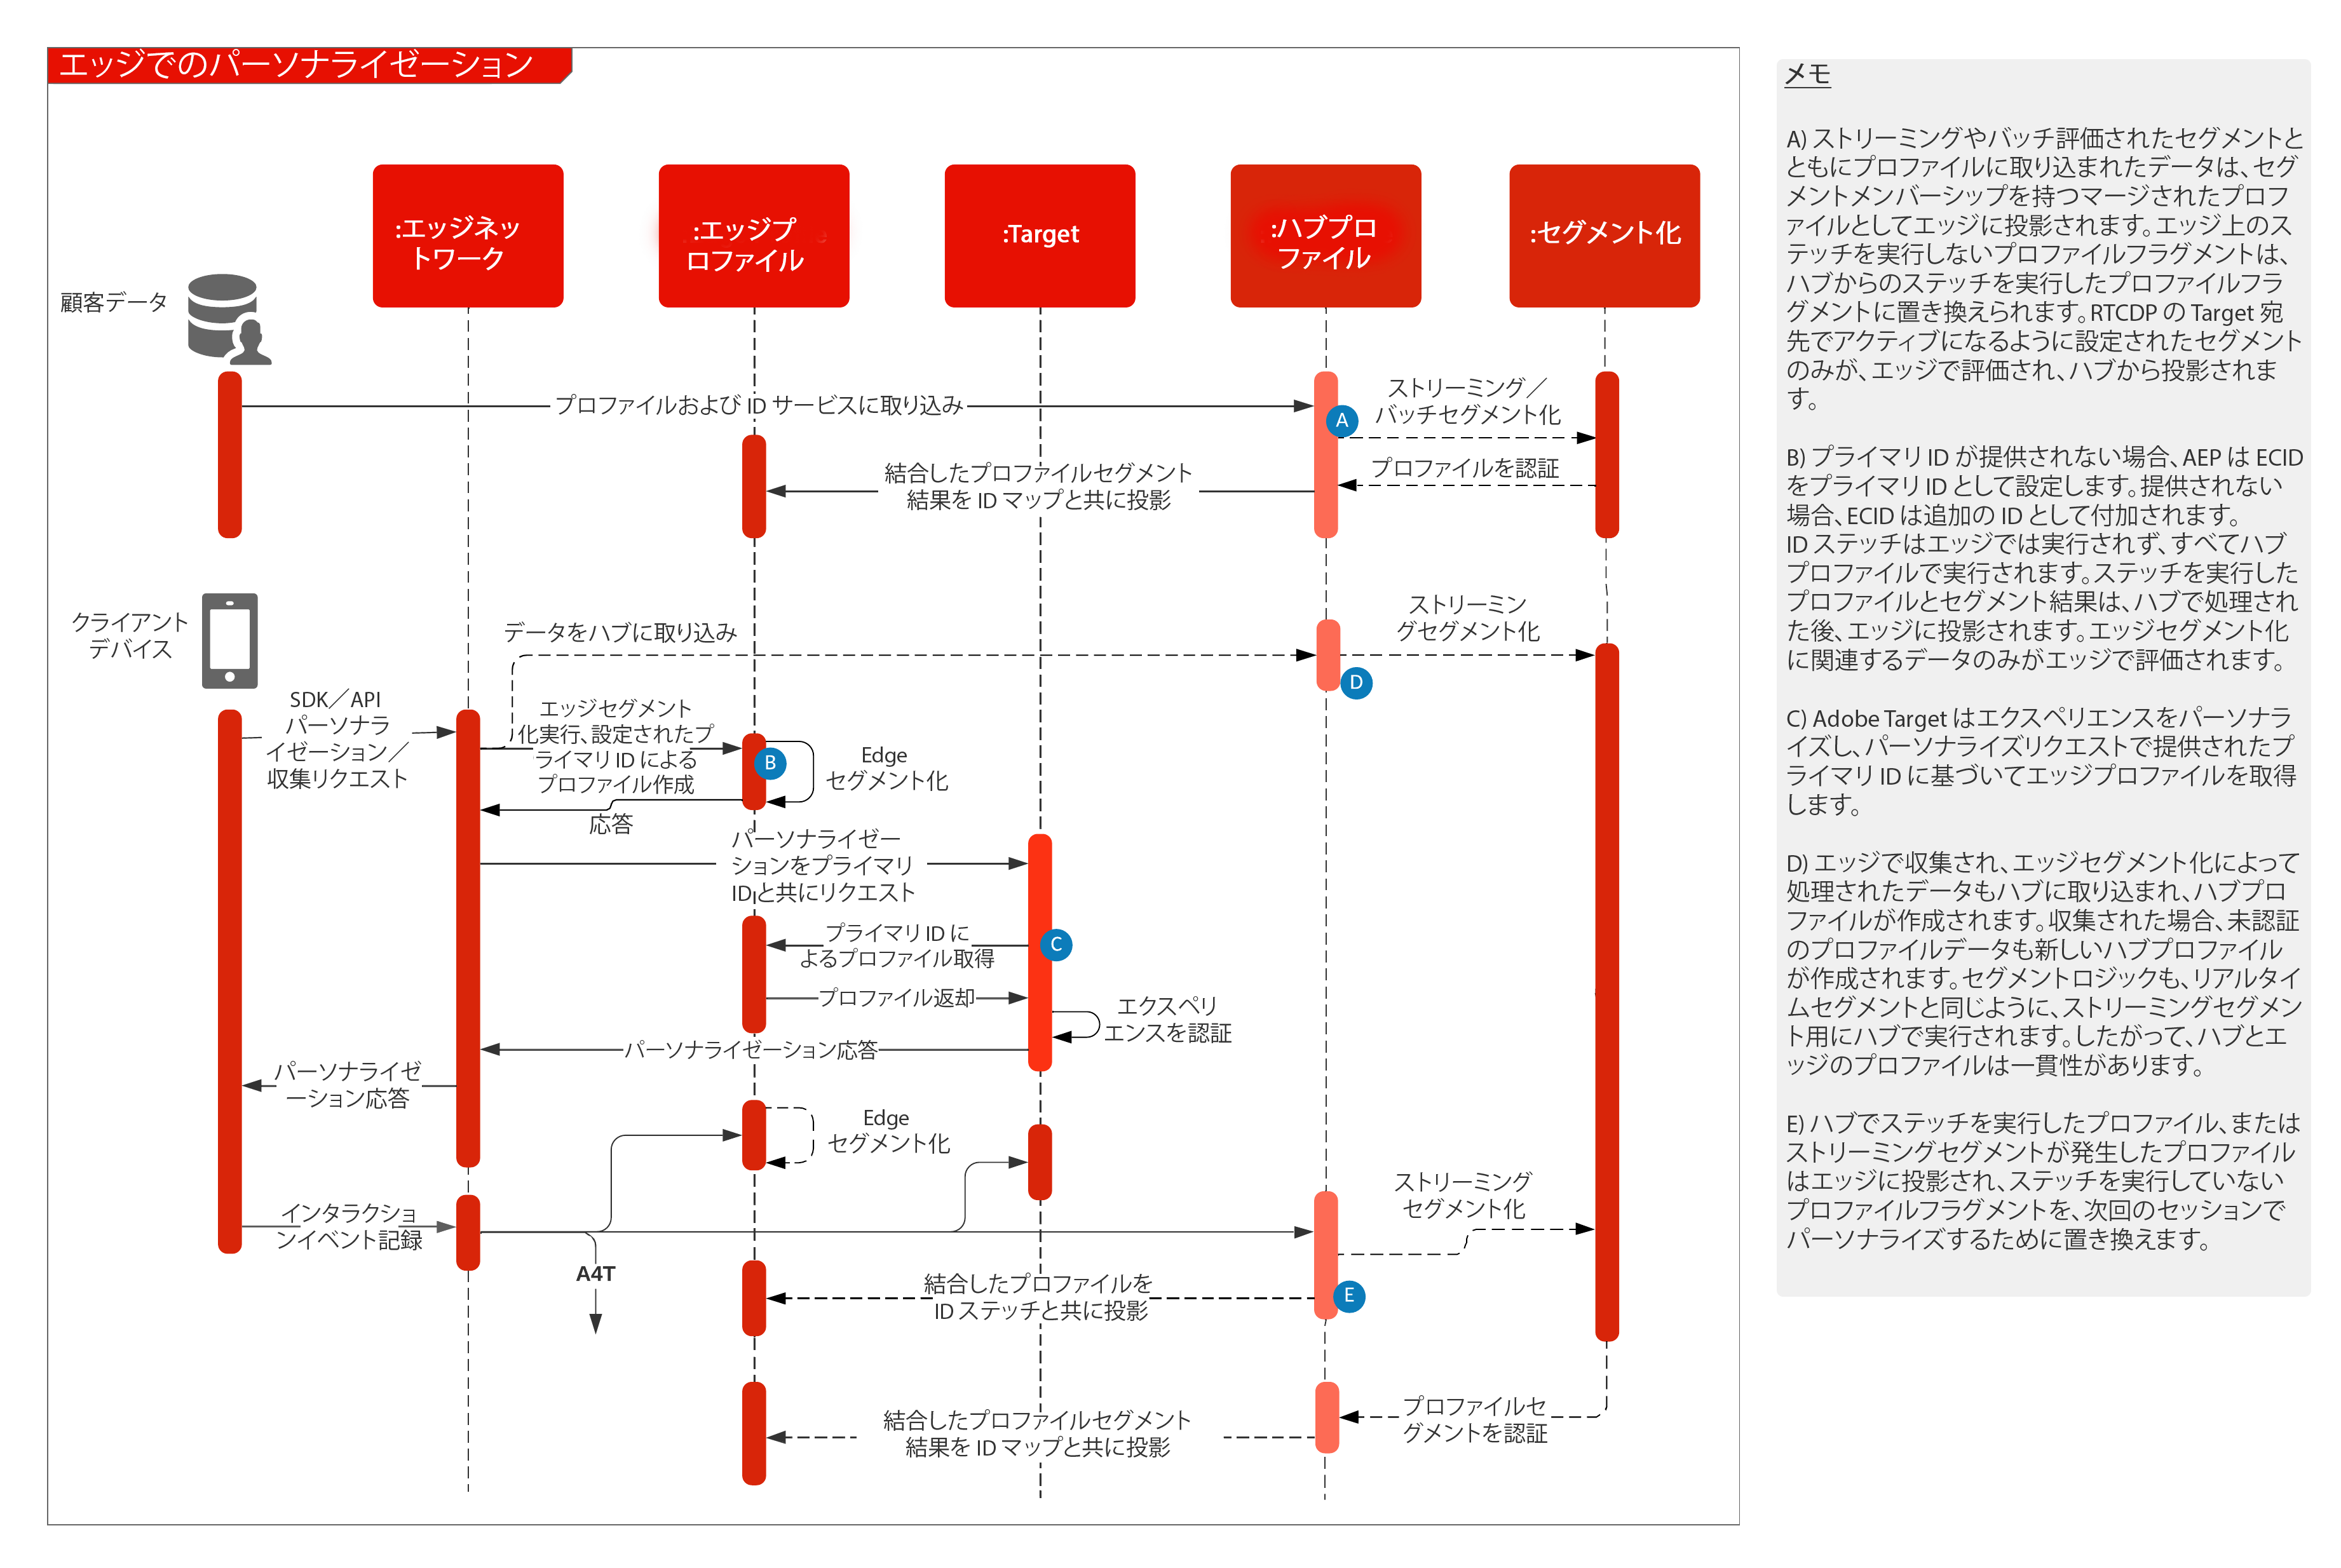 エッジでのパーソナライゼーション
:エッジネッ
トワーク
:エッジプ
ロファイル
:Target
:ハブプロ
ファイル
:セグメント化
顧客データ
プロファイルおよび ID サービスに取り込み
ストリーミング／
バッチセグメント化
A
プロファイルを認証
結合したプロファイルセグメント
結果を ID マップと共に投影
クライアント
デバイス
データをハブに取り込み
ストリーミン
グセグメント化
D
SDK／API
パーソナラ
イゼーション／
収集リクエスト
エッジセグメント
化実行、設定されたプ
ライマリ ID による
プロファイル作成
B
Edge
セグメント化
応答
パーソナライゼー
ションをプライマリ
ID と共にリクエスト
プライマリ ID に
よるプロファイル取得
C
プロファイル返却
エクスペリ
エンスを認証
パーソナライゼーション応答
パーソナライゼ
ーション応答
Edge
セグメント化
ストリーミング
セグメント化
インタラクショ
ンイベント記録
A4T
結合したプロファイルを
ID ステッチと共に投影
E
プロファイルセ
グメントを認証
結合したプロファイルセグメント
結果を ID マップと共に投影
メモ
A) ストリーミングやバッチ評価されたセグメントと
ともにプロファイルに取り込まれたデータは、セグ
メントメンバーシップを持つマージされたプロフ
ァイルとしてエッジに投影されます。エッジ上のス
テッチを実行しないプロファイルフラグメントは、
ハブからのステッチを実行したプロファイルフラ
グメントに置き換えられます。RTCDP の Target 宛
先でアクティブになるように設定されたセグメント
のみが、エッジで評価され、ハブから投影されま
す。
B) プライマリ ID が提供されない場合、AEP は ECID
をプライマリ ID として設定します。提供されない
場合、ECID は追加の ID として付加されます。
ID ステッチはエッジでは実行されず、すべてハブ
プロファイルで実行されます。ステッチを実行した
プロファイルとセグメント結果は、ハブで処理され
た後、エッジに投影されます。エッジセグメント化
に関連するデータのみがエッジで評価されます。
C) Adobe Target はエクスペリエンスをパーソナラ
イズし、パーソナライズリクエストで提供されたプ
ライマリ ID に基づいてエッジプロファイルを取得
します。
D) エッジで収集され、エッジセグメント化によって
処理されたデータもハブに取り込まれ、ハブプロ
ファイルが作成されます。収集された場合、未認証
のプロファイルデータも新しいハブプロファイル
が作成されます。セグメントロジックも、リアルタイ
ムセグメントと同じように、ストリーミングセグメン
ト用にハブで実行されます。したがって、ハブとエ
ッジのプロファイルは一貫性があります。
E) ハブでステッチを実行したプロファイル、または
ストリーミングセグメントが発生したプロファイル
はエッジに投影され、ステッチを実行していない
プロファイルフラグメントを、次回のセッションで
パーソナライズするために置き換えます。